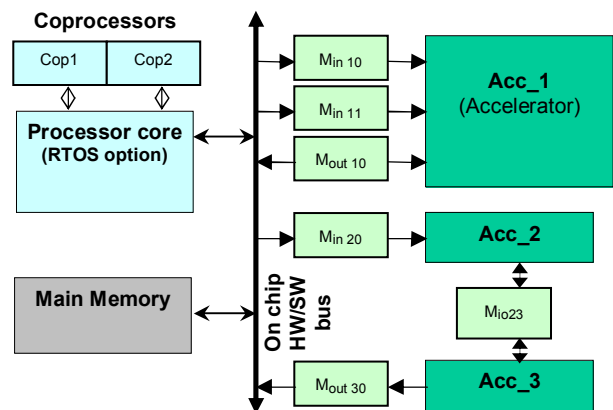 Coprocessors
Cop1
Cop2
Processor core
(RTOS option)
Main Memory
On chip
HW/SW
bus
Min 10
Min 11
Mout 10
Min 20
Mout 30
Acc_1
(Accelerator)
Acc_2
Mio23
Acc_3